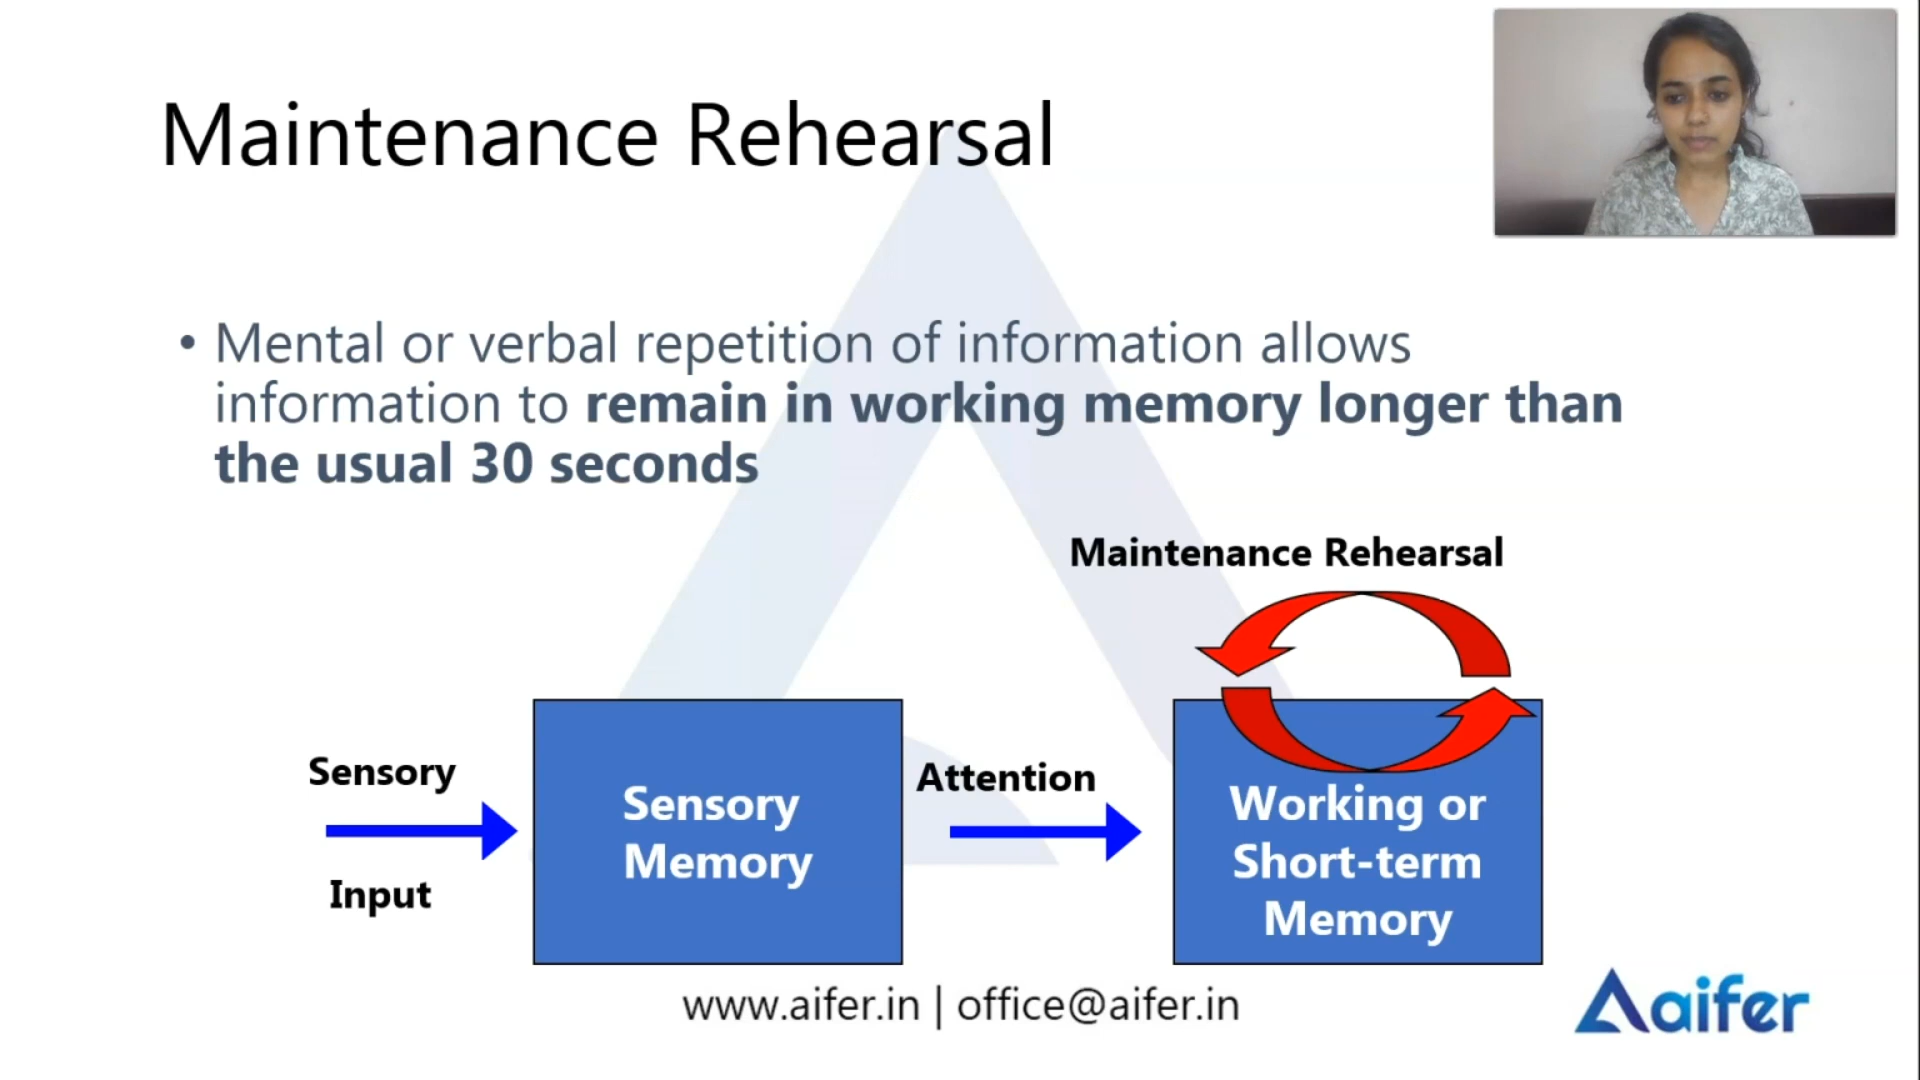 Maintenance Rehearsal
• Mental or verbal repetition of information allows
information to remain in working memory longer than
the usual 30 seconds
Maintenance Rehearsal
Sensory
Input
Sensory
Memory
Attention
Working or
Short-term
Memory
www.aifer.in | office@aifer.in
aifer